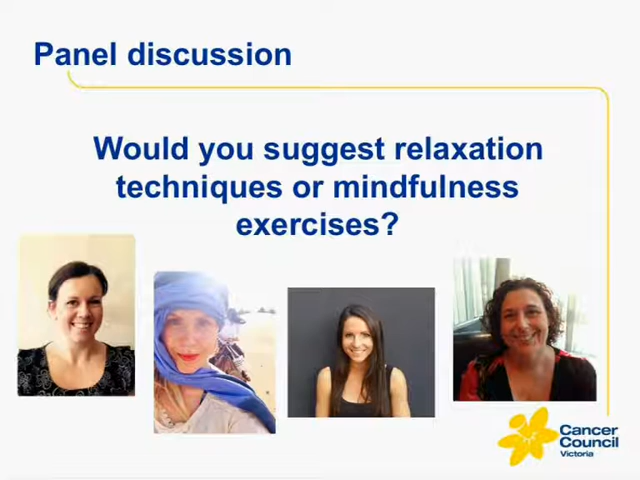 Panel discussion
Would you suggest relaxation
techniques or mindfulness
exercises?
Cancer
Council
Victoria